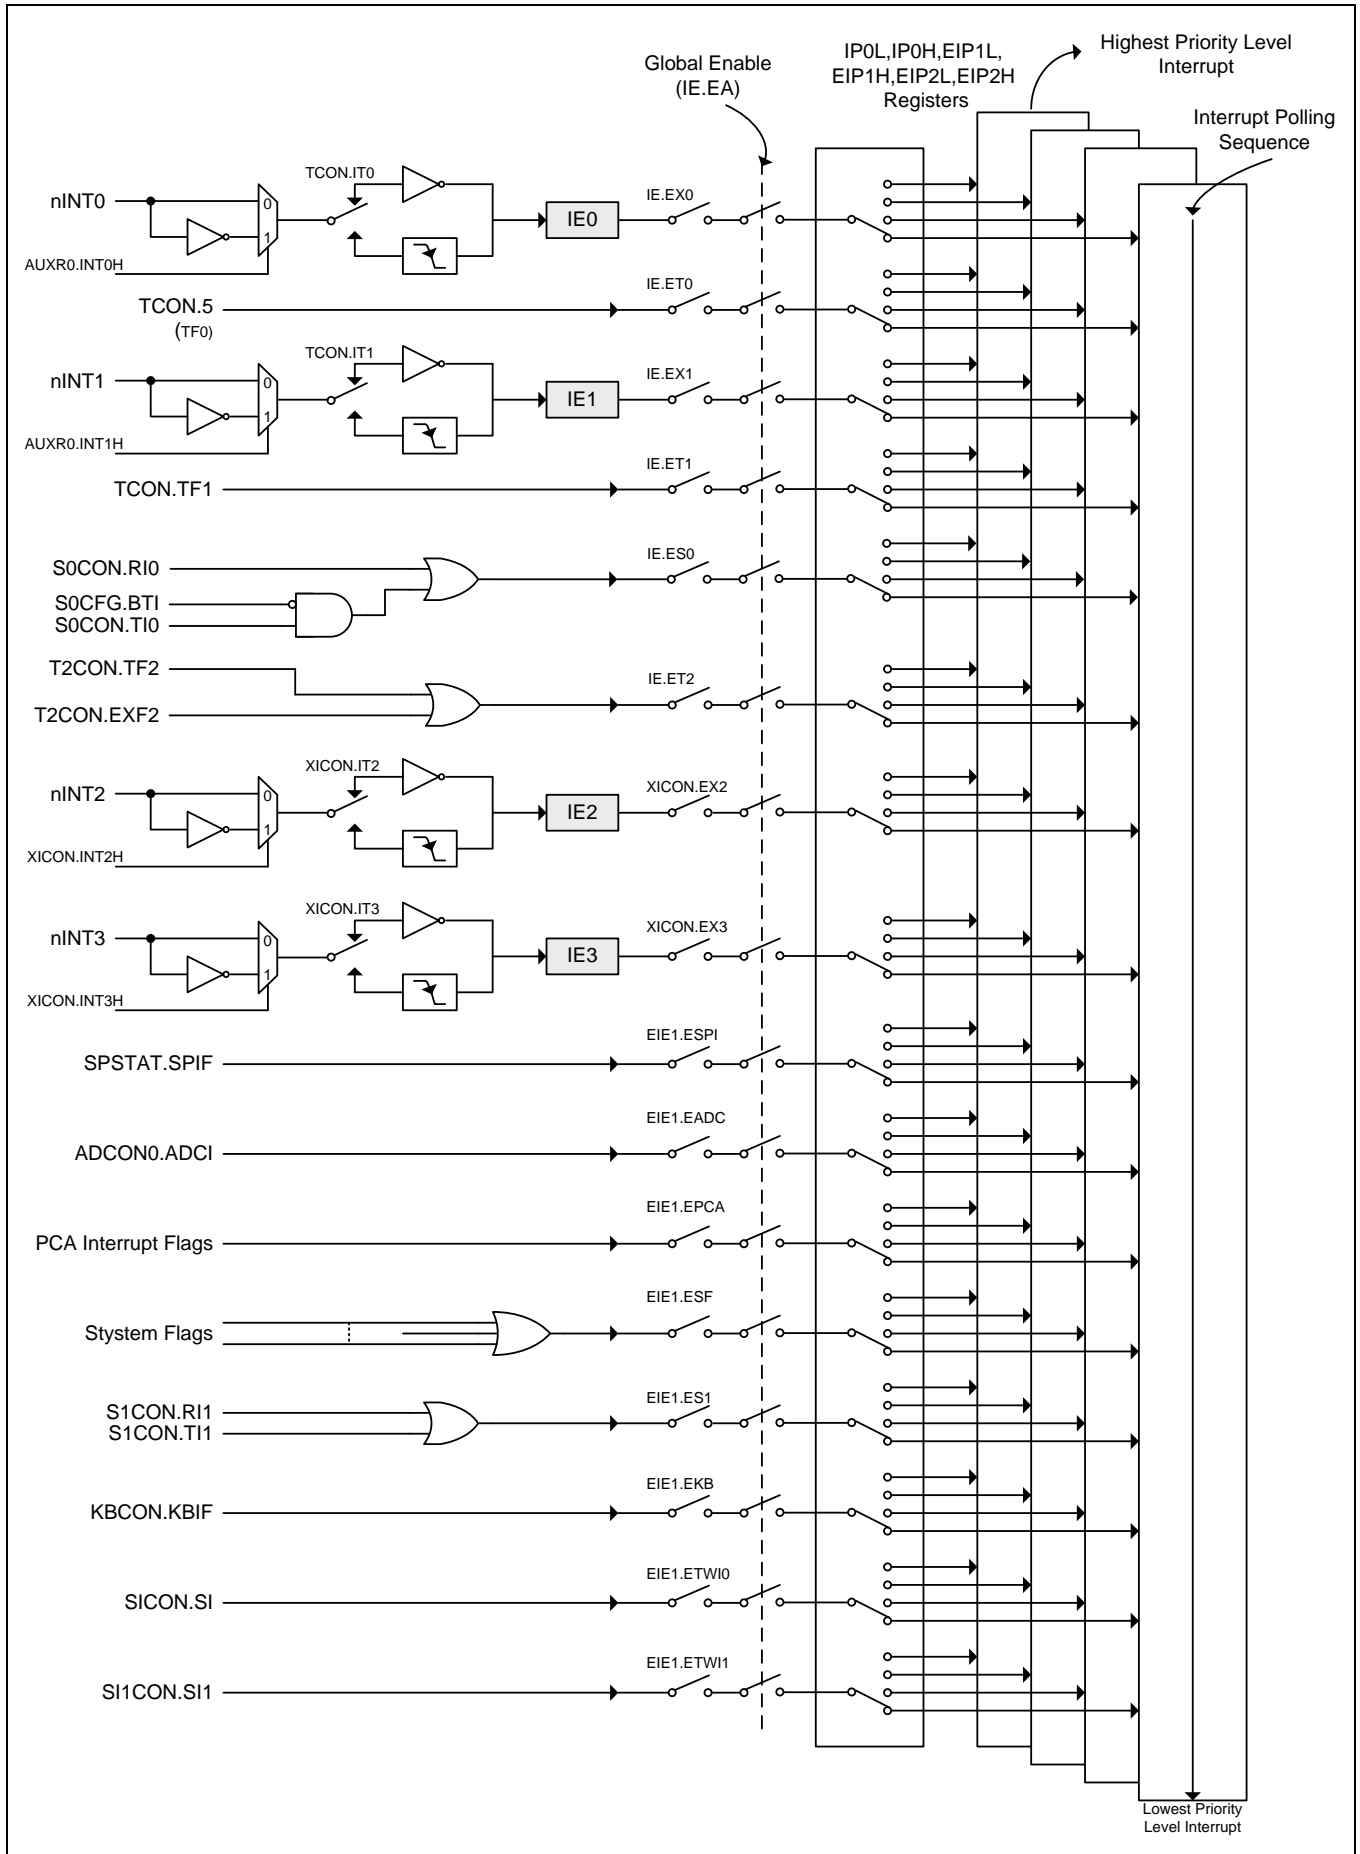 Global Enable
(IE.EA)
IP0L,IP0H,EIP1L,
EIP1H,EIP2L,EIP2H
Registers
Highest Priority Level
Interrupt
Interrupt Polling
Sequence
nINT0
0
1
AUXR0.INT0H
TCON.IT0
IE0
IE.EX0
TCON.5
(TF0)
IE.ET0
nINT1
0
1
AUXR0.INT1H
TCON.IT1
IE1
IE.EX1
TCON.TF1
IE.ET1
S0CON.RI0
S0CFG.BTI
S0CON.TI0
IE.ES0
T2CON.TF2
T2CON.EXF2
IE.ET2
nINT2
0
1
XICON.INT2H
XICON.IT2
IE2
XICON.EX2
nINT3
0
1
XICON.INT3H
XICON.IT3
IE3
XICON.EX3
SPSTAT.SPIF
EIE1.ESPI
ADCON0.ADCI
EIE1.EADC
PCA Interrupt Flags
EIE1.EPCA
Stystem Flags
EIE1.ESF
S1CON.RI1
S1CON.TI1
EIE1.ES1
KBCON.KBIF
EIE1.EKB
SICON.SI
EIE1.ETWI0
SI1CON.SI1
EIE1.ETWI1
Lowest Priority
Level Interrupt